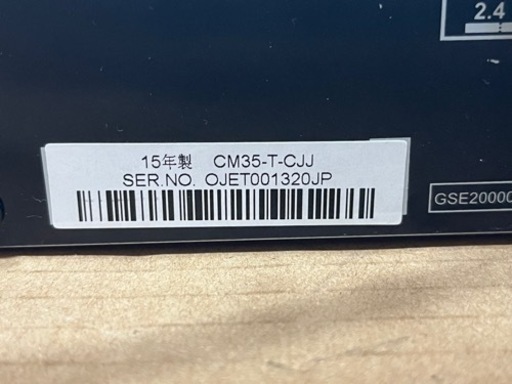 2.4
15年製 CM35-T-CJJ
SER.NO. OJET001320JP
GSE20000